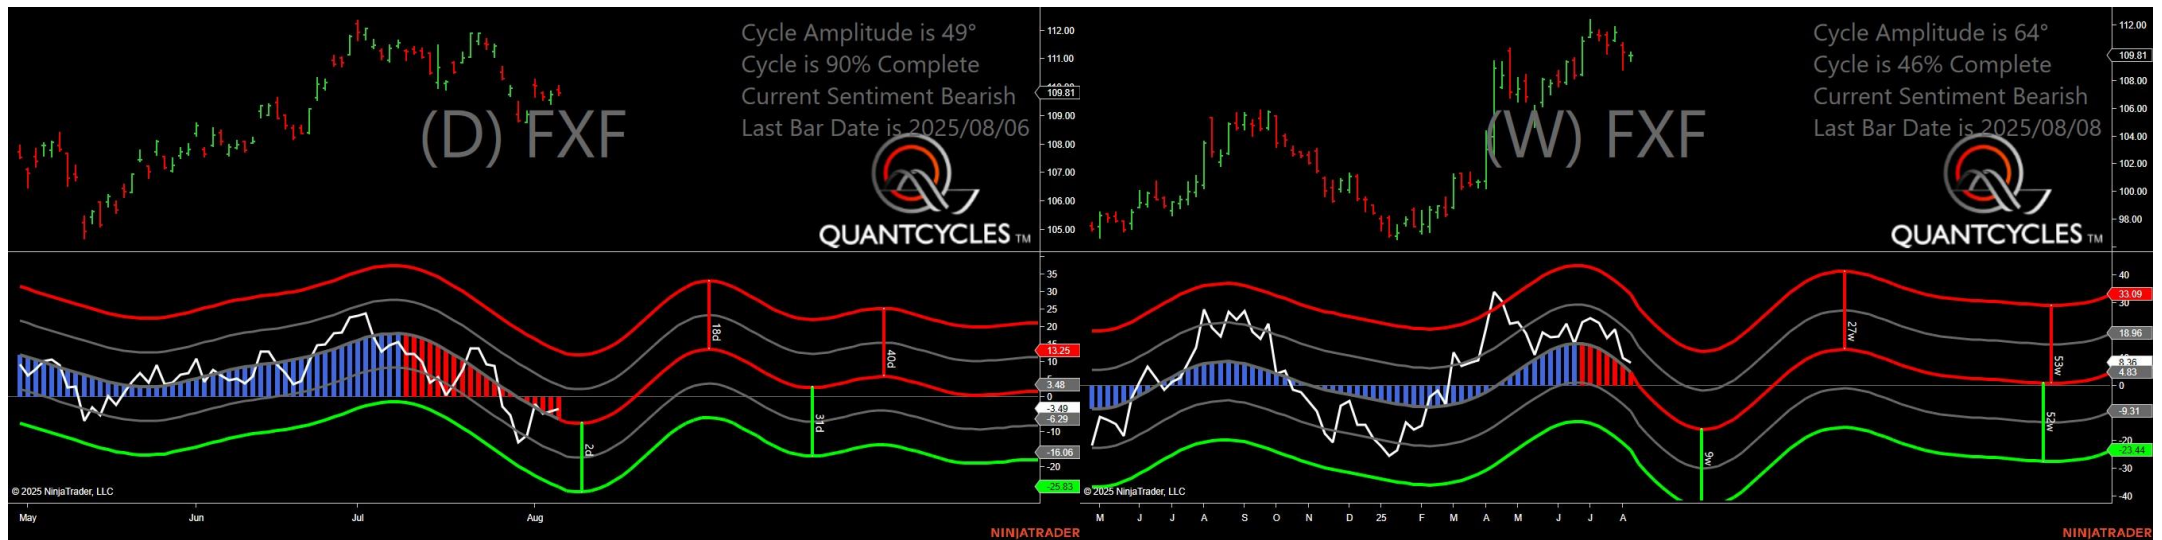 Cycle Amplitude is 49°
Cycle is 90% Complete
Current Sentiment Bearish
Last Bar Date is 2025/08/06
(D) FXF
QUANTCYCLES TM
112.00
111.00
109.81
109.00
108.00
107.00
106.00
105.00
35
30
25
20
15
13.25
10
5
3.48
0
-3.49
-6.29
-10
-16.06
-20
-25.83
18d
40d
2d
31d
© 2025 NinjaTrader, LLC
May
Jun
Jul
Aug
NINJATRADER
Cycle Amplitude is 64°
Cycle is 46% Complete
Current Sentiment Bearish
Last Bar Date is 2025/08/08
(W) FXF
QUANTCYCLES TM
112.00
109.81
108.00
106.00
104.00
102.00
100.00
98.00
40
33.09
30
18.96
8.36
4.83
0
-9.31
-20
-23.44
-30
-40
27w
53w
9w
52w
© 2025 NinjaTrader, LLC
M J J A S O N D 25 F M A M J J A
NINJATRADER